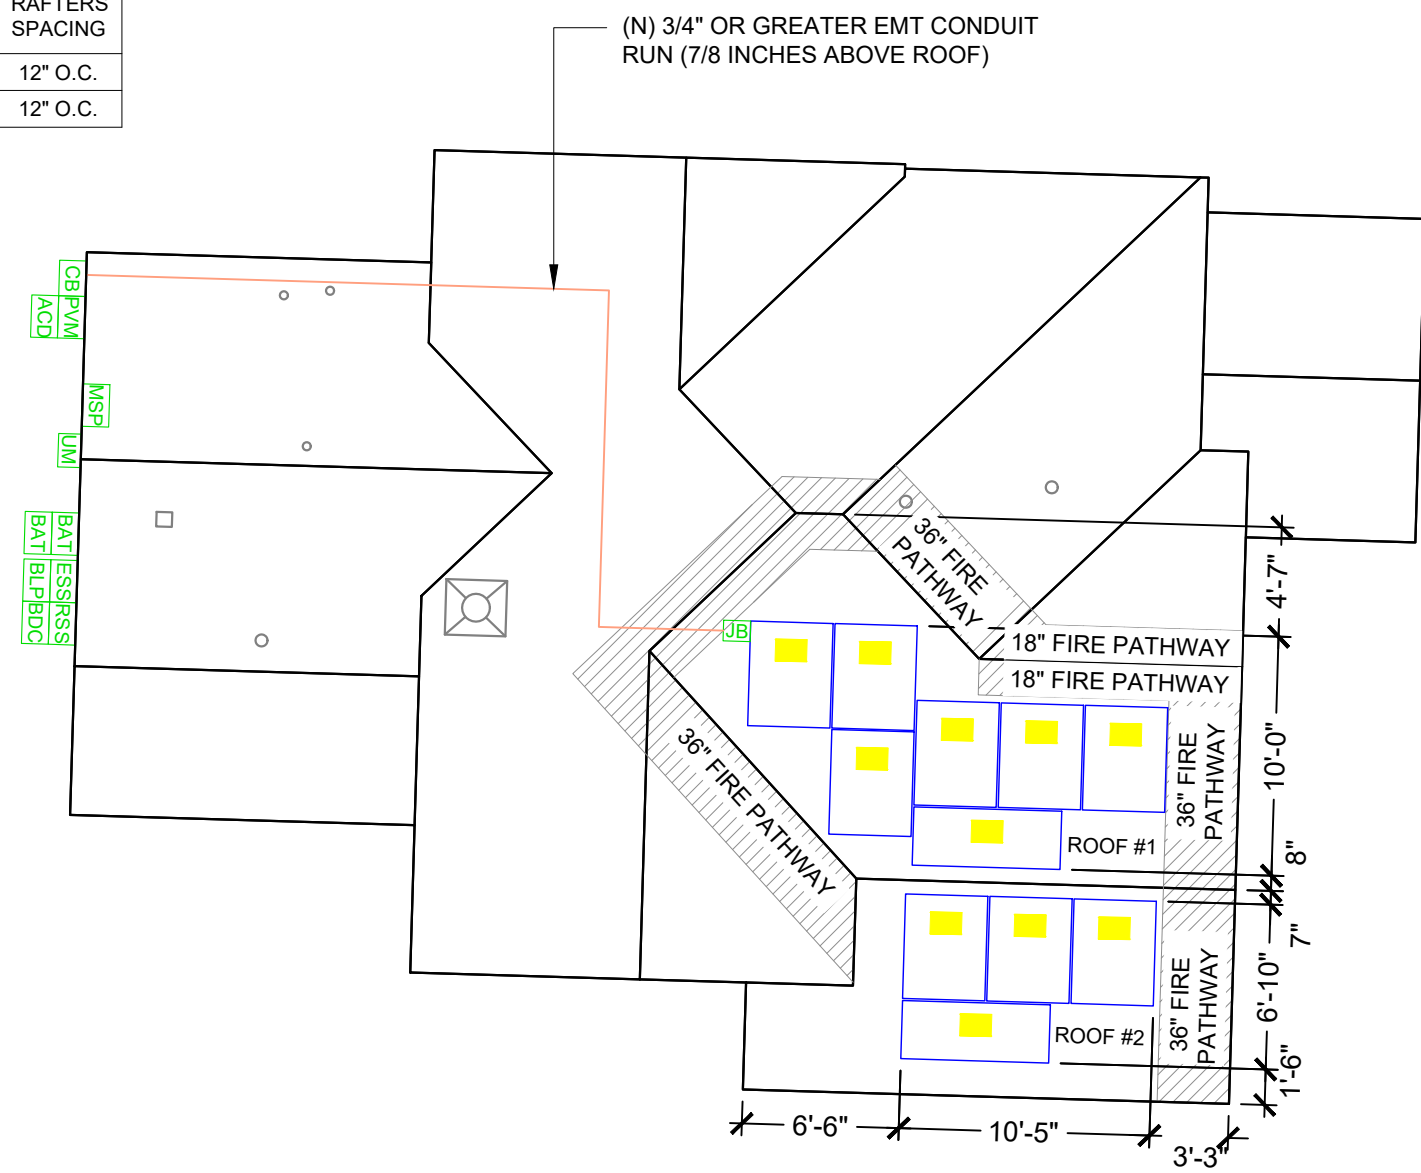 RAFTERS
SPACING
12" O.C.
12" O.C.
(N) 3/4" OR GREATER EMT CONDUIT
RUN (7/8 INCHES ABOVE ROOF)
CB
PVM
ACD
MSP
UM
BAT
BAT
ESS
BLP
RSS
BDC
JB
36" FIRE
PATHWAY
18" FIRE PATHWAY
18" FIRE PATHWAY
36" FIRE PATHWAY
36" FIRE
PATHWAY
ROOF #1
36" FIRE
PATHWAY
ROOF #2
4'-7"
10'-0"
8"
7"
6'-10"
1'-6"
6'-6"
10'-5"
3'-3"